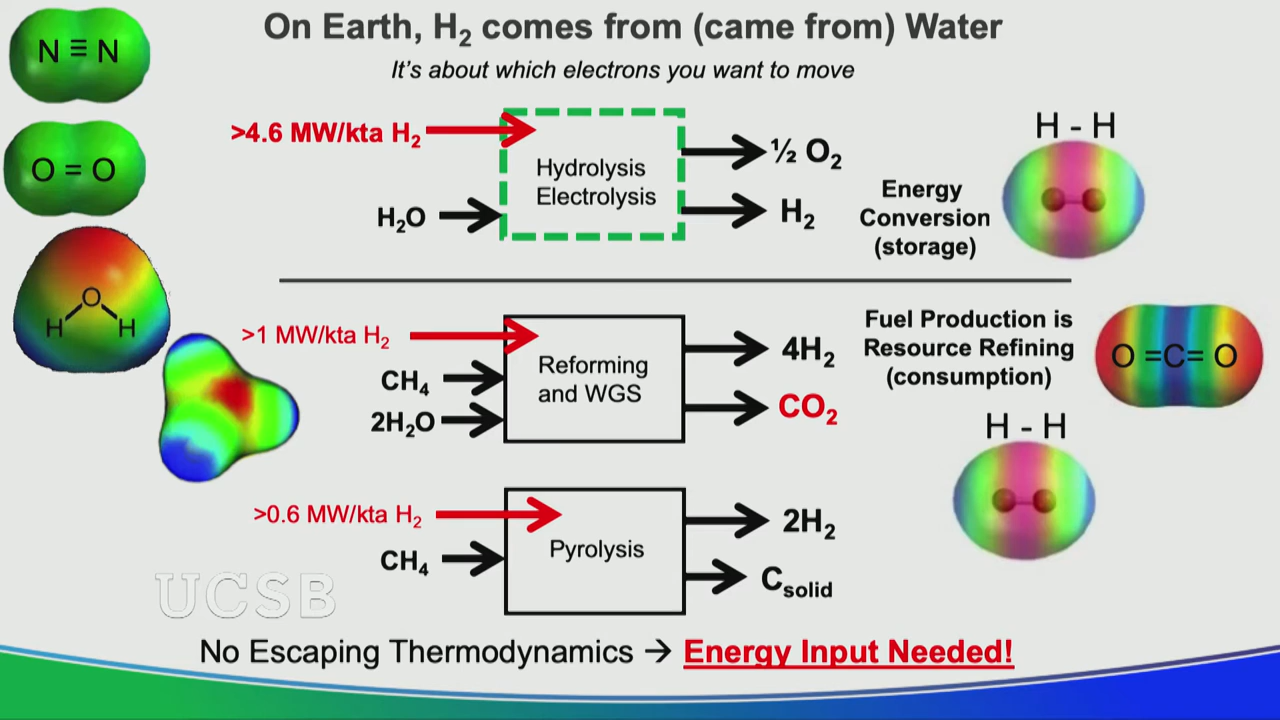 On Earth, H₂ comes from (came from) Water
It's about which electrons you want to move
N ≡ N
O = O
O
H H
>4.6 MW/kta H₂
H₂O
Hydrolysis
Electrolysis
½ O₂
H₂
Energy
Conversion
(storage)
H - H
>1 MW/kta H₂
CH₄
2H₂O
Reforming
and WGS
4H₂
CO₂
Fuel Production is
Resource Refining
(consumption)
O =C= O
H - H
>0.6 MW/kta H₂
CH₄
Pyrolysis
2H₂
C solid
UCSB
No Escaping Thermodynamics → Energy Input Needed!